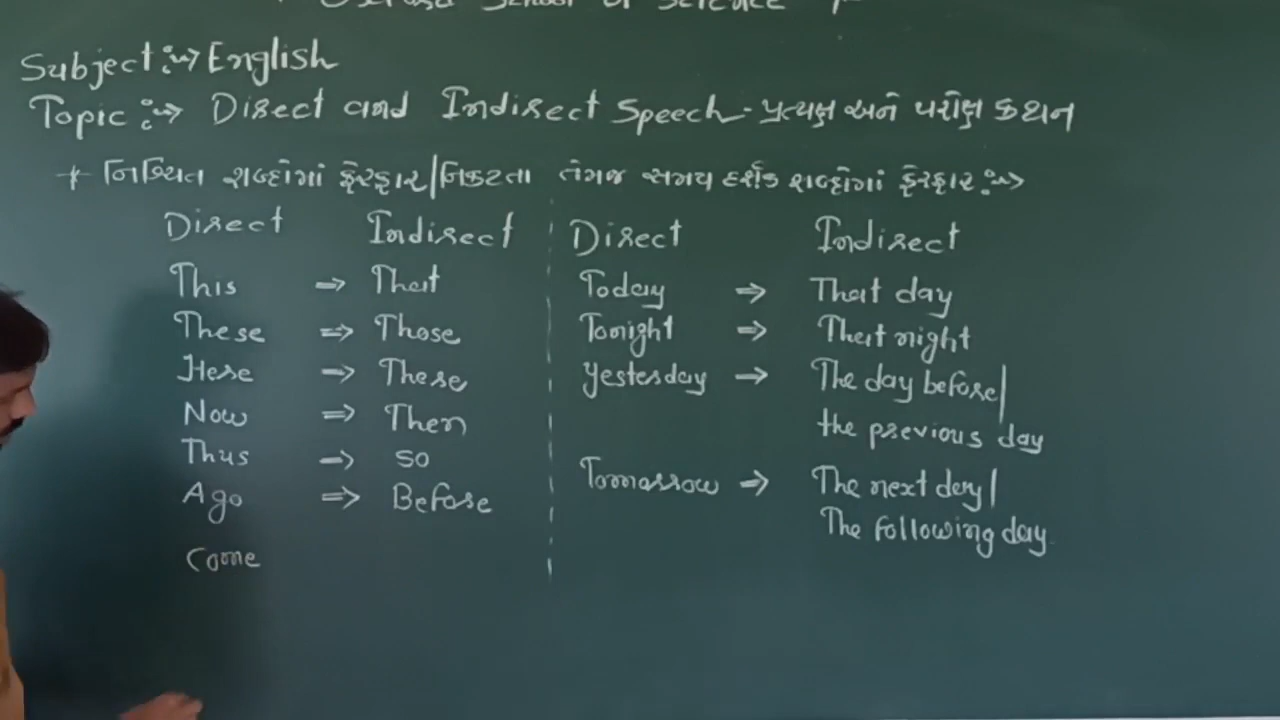 School of Science
Subject :→ English
Topic :→ Direct and Indirect Speech - પ્રત્યક્ષ અને પરોક્ષ કથન
+ નિશ્ચિત શબ્દોમાં ફેરફાર/નિકટતા તેમજ સમય દર્શક શબ્દોમાં ફેરફાર :→
Direct Indirect
This ⇒ That
These ⇒ Those
Here → There
Now ⇒ Then
Thus → so
Ago ⇒ Before
Come
Direct Indirect
Today ⇒ That day
Tonight ⇒ That night
Yesterday → The day before/
the previous day
Tomorrow → The next day/
The following day